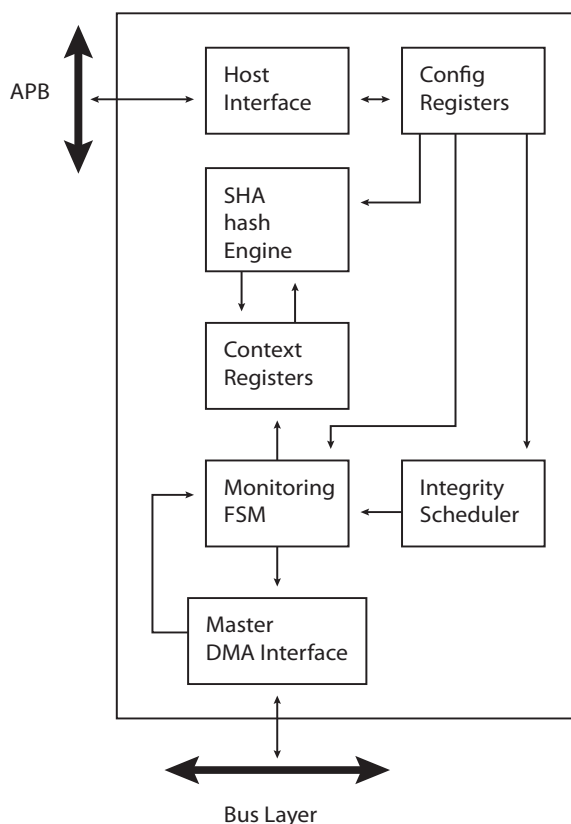 APB
Host
Interface
Config
Registers
SHA
hash
Engine
Context
Registers
Monitoring
FSM
Integrity
Scheduler
Master
DMA Interface
Bus Layer